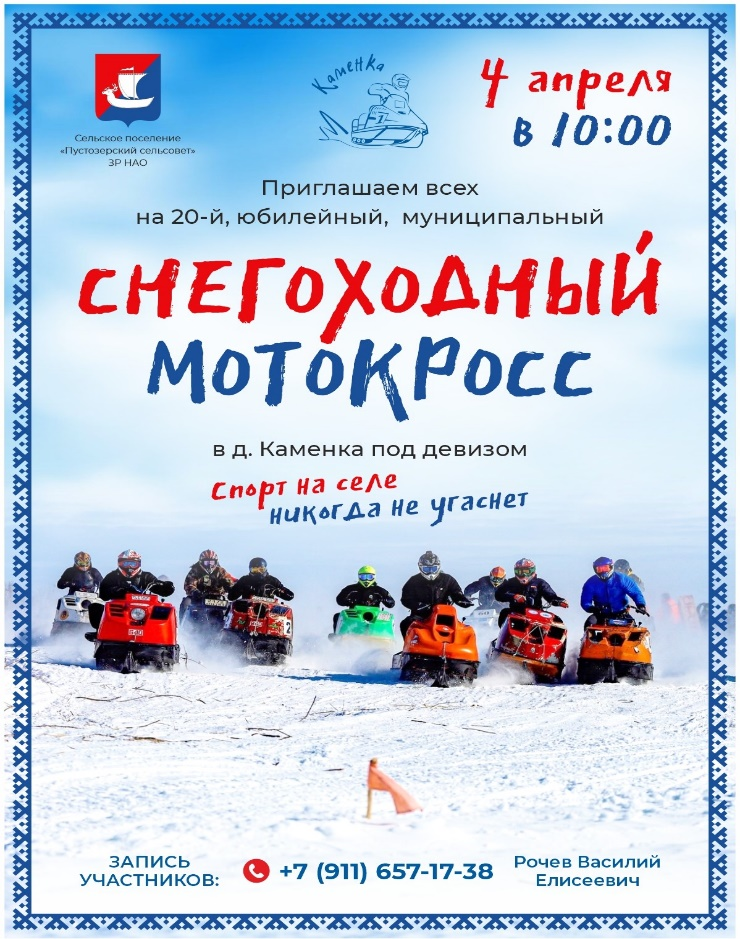 Сельское поселение
«Пустозерский сельсовет»
ЗР НАО
Каменка
4 апреля
в 10:00
Приглашаем всех
на 20-й, юбилейный, муниципальный
СНЕГОХОДНЫЙ
МОТОКРОСС
в д. Каменка под девизом
Спорт на селе
никогда не угаснет
ЗАПИСЬ
УЧАСТНИКОВ:
+7 (911) 657-17-38
Рочев Василий
Елисеевич